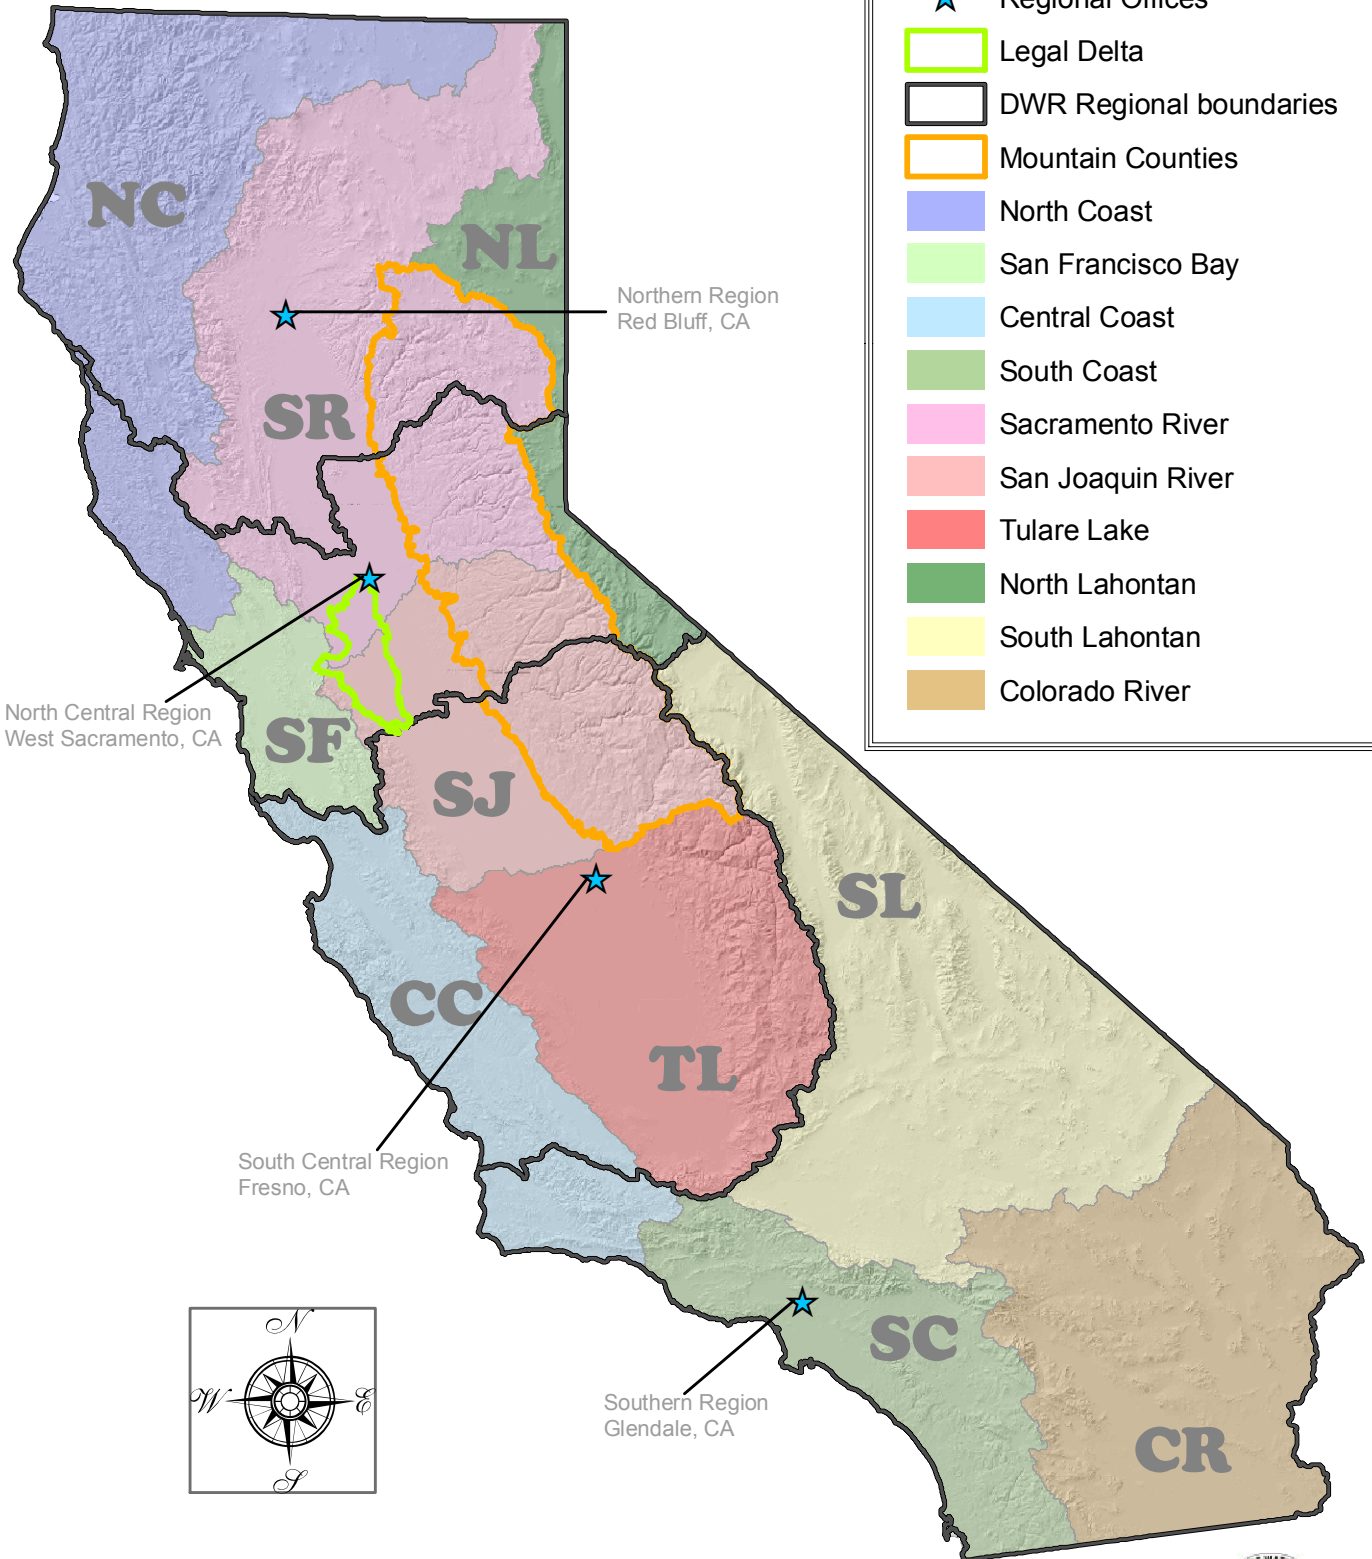 Regional Offices
Legal Delta
DWR Regional boundaries
Mountain Counties
North Coast
San Francisco Bay
Central Coast
South Coast
Sacramento River
San Joaquin River
Tulare Lake
North Lahontan
South Lahontan
Colorado River
NC
NL
Northern Region
Red Bluff, CA
SR
North Central Region
West Sacramento, CA
SF
SJ
SL
CC
TL
South Central Region
Fresno, CA
SC
Southern Region
Glendale, CA
CR
N
W
E
S